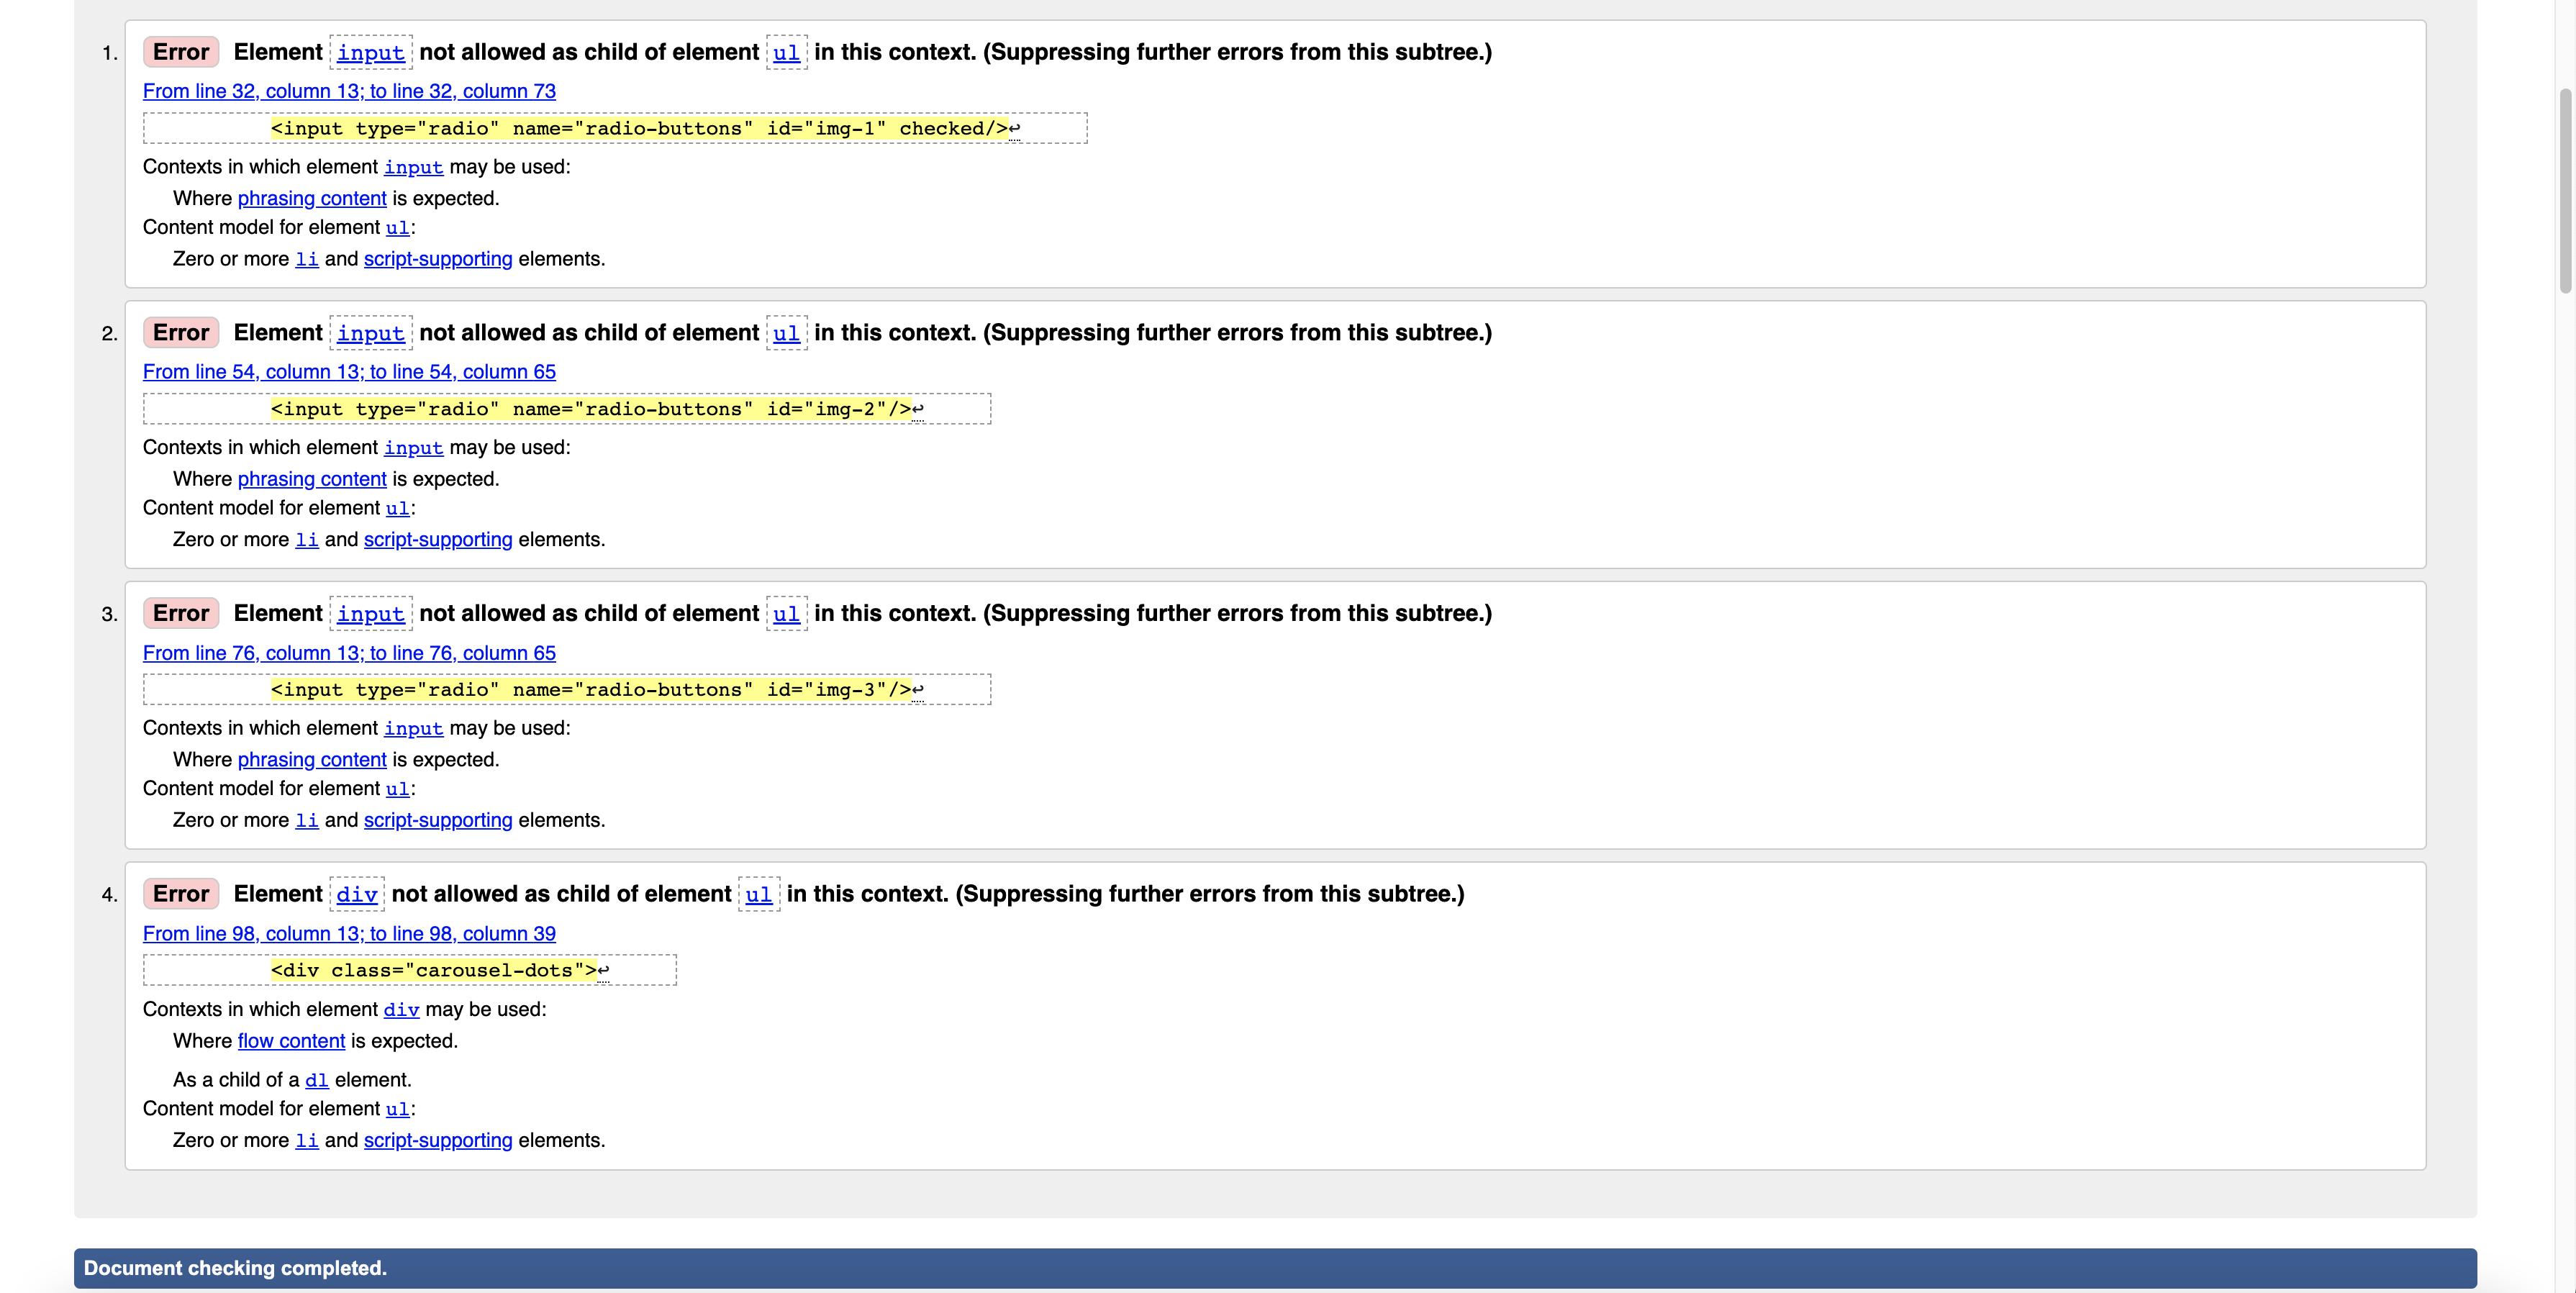 1. Error Element input not allowed as child of element ul in this context. (Suppressing further errors from this subtree.)
From line 32, column 13; to line 32, column 73
<input type="radio" name="radio-buttons" id="img-1" checked/>↩
Contexts in which element input may be used:
Where phrasing content is expected.
Content model for element ul:
Zero or more li and script-supporting elements.
2. Error Element input not allowed as child of element ul in this context. (Suppressing further errors from this subtree.)
From line 54, column 13; to line 54, column 65
<input type="radio" name="radio-buttons" id="img-2"/>↩
Contexts in which element input may be used:
Where phrasing content is expected.
Content model for element ul:
Zero or more li and script-supporting elements.
3. Error Element input not allowed as child of element ul in this context. (Suppressing further errors from this subtree.)
From line 76, column 13; to line 76, column 65
<input type="radio" name="radio-buttons" id="img-3"/>↩
Contexts in which element input may be used:
Where phrasing content is expected.
Content model for element ul:
Zero or more li and script-supporting elements.
4. Error Element div not allowed as child of element ul in this context. (Suppressing further errors from this subtree.)
From line 98, column 13; to line 98, column 39
<div class="carousel-dots">↩
Contexts in which element div may be used:
Where flow content is expected.
As a child of a dl element.
Content model for element ul:
Zero or more li and script-supporting elements.
Document checking completed.